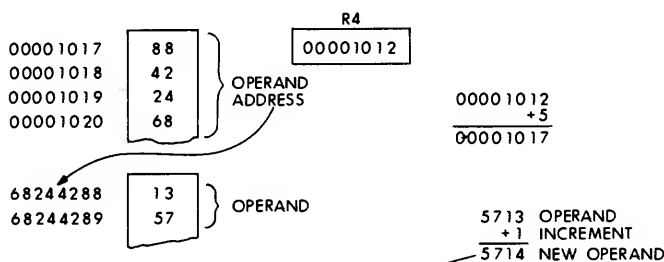 R4
00001012
00001017 88
00001018 42
00001019 24
00001020 68
OPERAND
ADDRESS
00001012
+5
00001017
68244288 13
68244289 57
OPERAND
5713 OPERAND
+1 INCREMENT
5714 NEW OPERAND